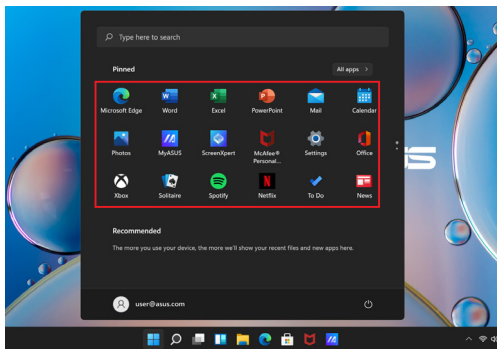 Type here to search
Pinned
All apps >
Microsoft Edge
Word
Excel
PowerPoint
Mail
Calendar
Photos
MyASUS
ScreenXpert
McAfee®
Personal...
Settings
Office
Xbox
Solitaire
Spotify
Netflix
To Do
News
Recommended
The more you use your device, the more we'll show your recent files and new apps here.
user@asus.com